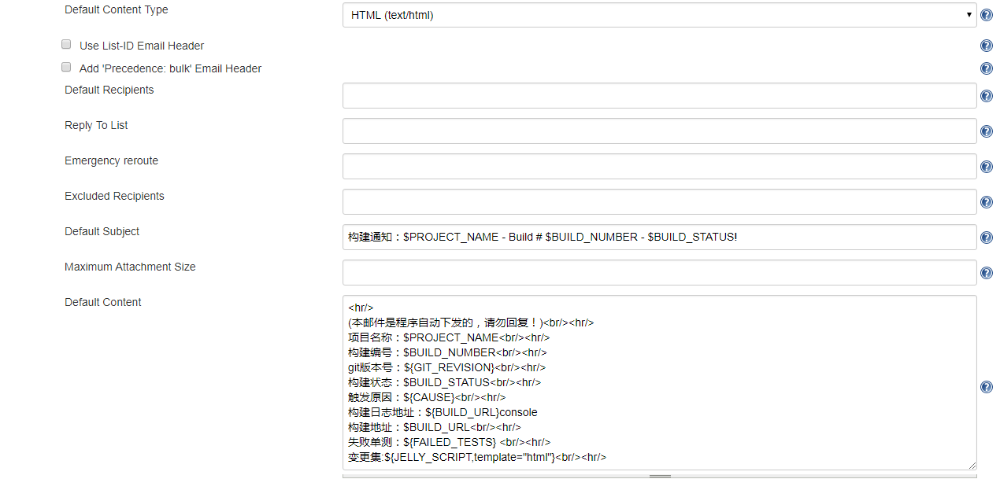 Default Content Type
HTML (text/html)
Use List-ID Email Header
Add 'Precedence: bulk' Email Header
Default Recipients
Reply To List
Emergency reroute
Excluded Recipients
Default Subject
构建通知：$PROJECT_NAME - Build # $BUILD_NUMBER - $BUILD_STATUS!
Maximum Attachment Size
Default Content
<hr/>
(本邮件是程序自动下发的，请勿回复！)<br/><hr/>
项目名称：$PROJECT_NAME<br/><hr/>
构建编号：$BUILD_NUMBER<br/><hr/>
git版本号：${GIT_REVISION}<br/><hr/>
构建状态：$BUILD_STATUS<br/><hr/>
触发原因：${CAUSE}<br/><hr/>
构建日志地址：${BUILD_URL}console
构建地址：$BUILD_URL<br/><hr/>
失败单测：${FAILED_TESTS} <br/><hr/>
变更集:${JELLY_SCRIPT,template="html"}<br/><hr/>